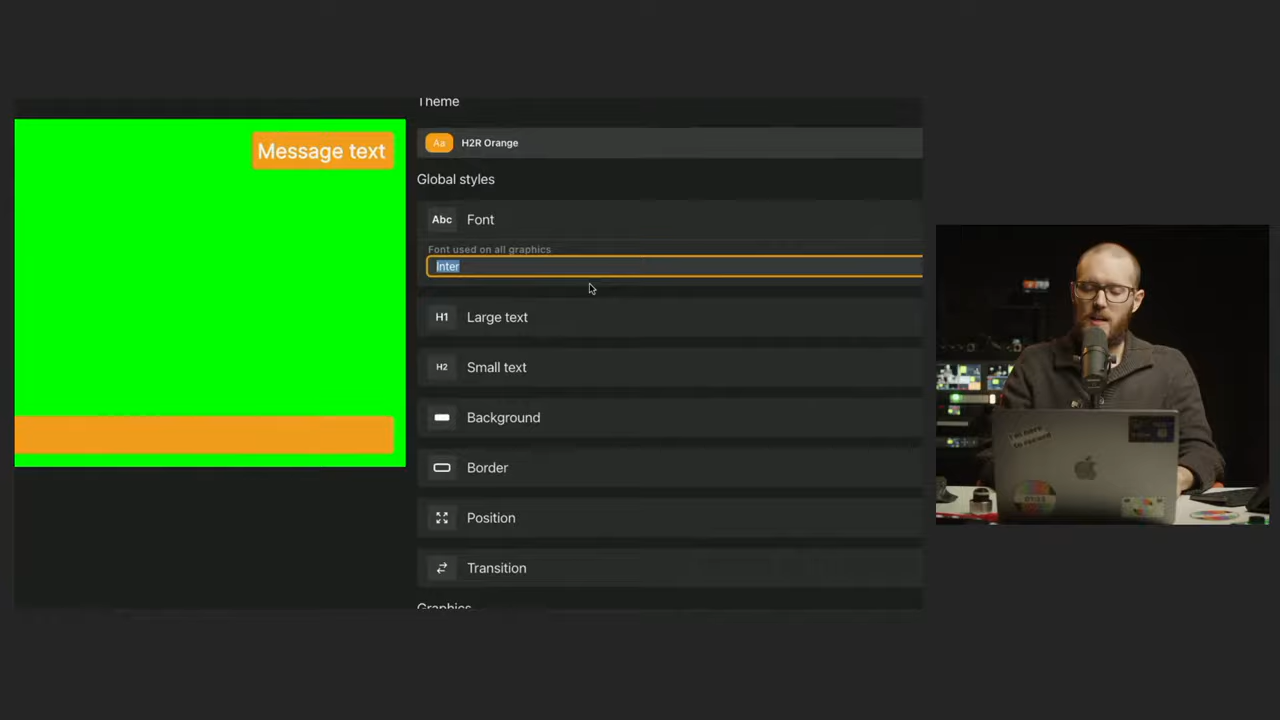 Theme
Message text
Aa H2R Orange
Global styles
Abc Font
Font used on all graphics
Inter
H1 Large text
H2 Small text
Background
Border
Position
Transition
Graphics